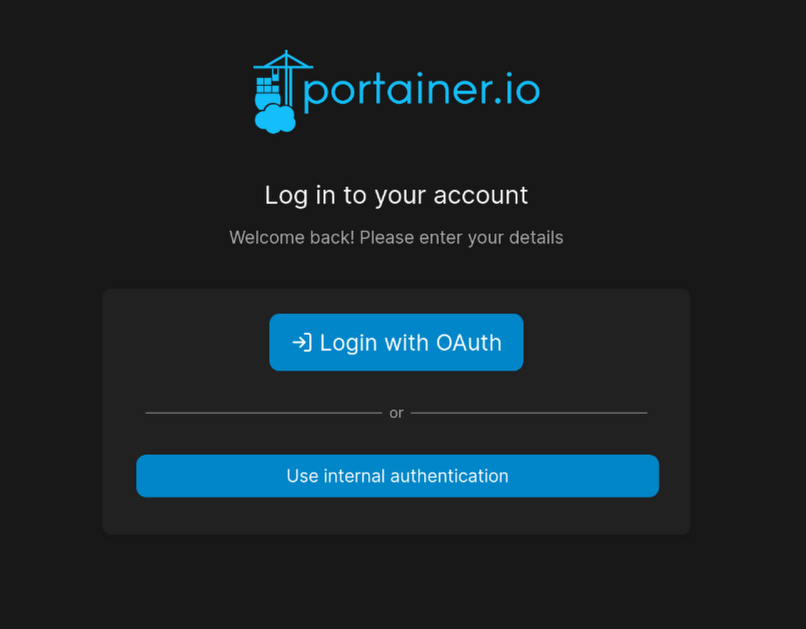 portainer.io
Log in to your account
Welcome back! Please enter your details
Login with OAuth
or
Use internal authentication